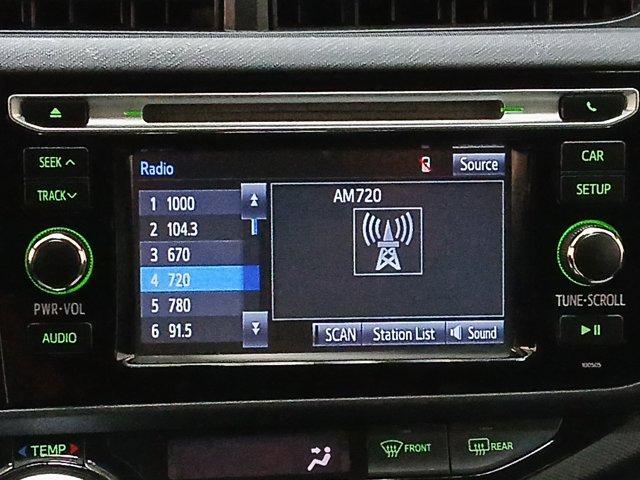 SEEK
TRACK
PWR-VOL
AUDIO
Radio
Source
1 1000
2 104.3
3 670
4 720
5 780
6 91.5
AM720
SCAN
Station List
Sound
CAR
SETUP
TUNE-SCROLL
100505
TEMP
FRONT
REAR